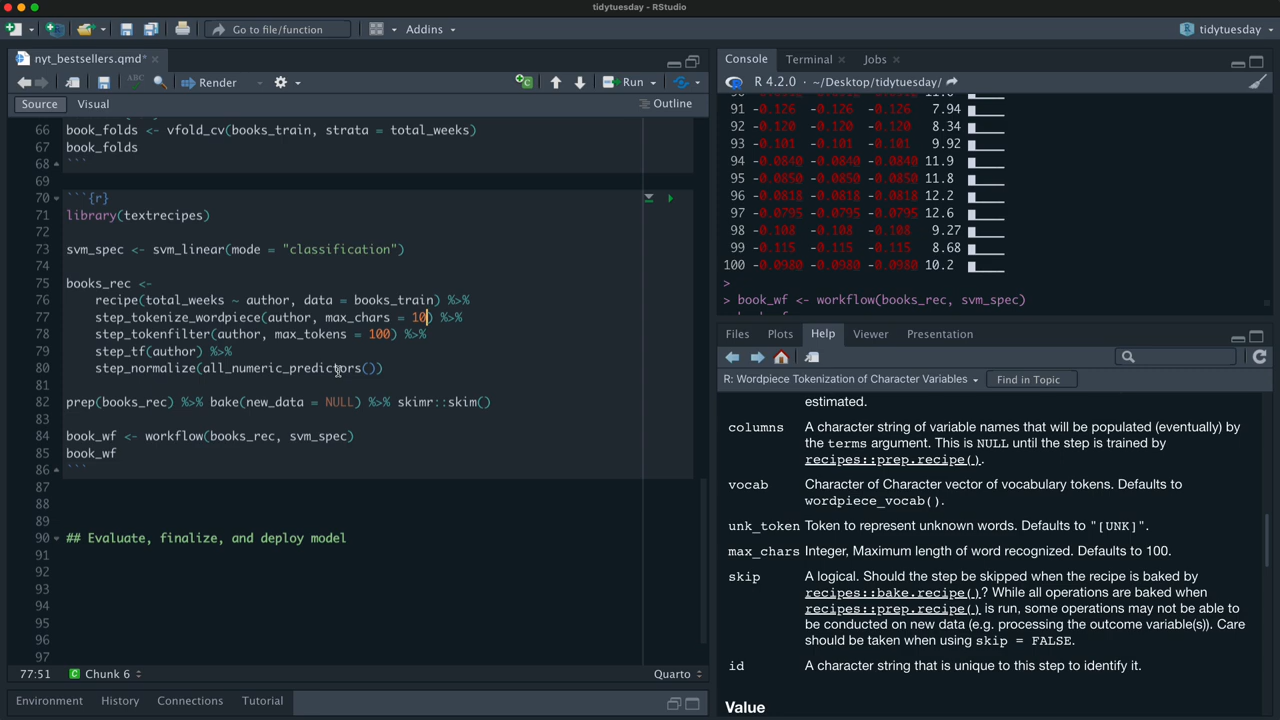 tidytuesday - RStudio
Go to file/function
Addins
tidytuesday
nyt_bestsellers.qmd*
ABC
Render
Run
Source
Visual
Outline
66 book_folds <- vfold_cv(books_train, strata = total_weeks)
67 book_folds
68 ```
69
70 ```{r}
71 library(textrecipes)
72
73 svm_spec <- svm_linear(mode = "classification")
74
75 books_rec <-
76 recipe(total_weeks ~ author, data = books_train) %>%
77 step_tokenize_wordpiece(author, max_chars = 10) %>%
78 step_tokenfilter(author, max_tokens = 100) %>%
79 step_tf(author) %>%
80 step_normalize(all_numeric_predictors())
81
82 prep(books_rec) %>% bake(new_data = NULL) %>% skimr::skim()
83
84 book_wf <- workflow(books_rec, svm_spec)
85 book_wf
86 ```
87
88
89
90 ## Evaluate, finalize, and deploy model
91
92
93
94
95
96
97
77:51
Chunk 6
Quarto
Environment
History
Connections
Tutorial
Console
Terminal
Jobs
R 4.2.0 · ~/Desktop/tidytuesday/
91 -0.126 -0.126 -0.126 7.94
92 -0.120 -0.120 -0.120 8.34
93 -0.101 -0.101 -0.101 9.92
94 -0.0840 -0.0840 -0.0840 11.9
95 -0.0850 -0.0850 -0.0850 11.8
96 -0.0818 -0.0818 -0.0818 12.2
97 -0.0795 -0.0795 -0.0795 12.6
98 -0.108 -0.108 -0.108 9.27
99 -0.115 -0.115 -0.115 8.68
100 -0.0980 -0.0980 -0.0980 10.2
>
> book_wf <- workflow(books_rec, svm_spec)
Files
Plots
Help
Viewer
Presentation
R: Wordpiece Tokenization of Character Variables
Find in Topic
estimated.
columns A character string of variable names that will be populated (eventually) by
the terms argument. This is NULL until the step is trained by
recipes::prep.recipe().
vocab Character of Character vector of vocabulary tokens. Defaults to
wordpiece_vocab().
unk_token Token to represent unknown words. Defaults to "[UNK]".
max_chars Integer, Maximum length of word recognized. Defaults to 100.
skip A logical. Should the step be skipped when the recipe is baked by
recipes::bake.recipe()? While all operations are baked when
recipes::prep.recipe() is run, some operations may not be able to
be conducted on new data (e.g. processing the outcome variable(s)). Care
should be taken when using skip = FALSE.
id A character string that is unique to this step to identify it.
Value